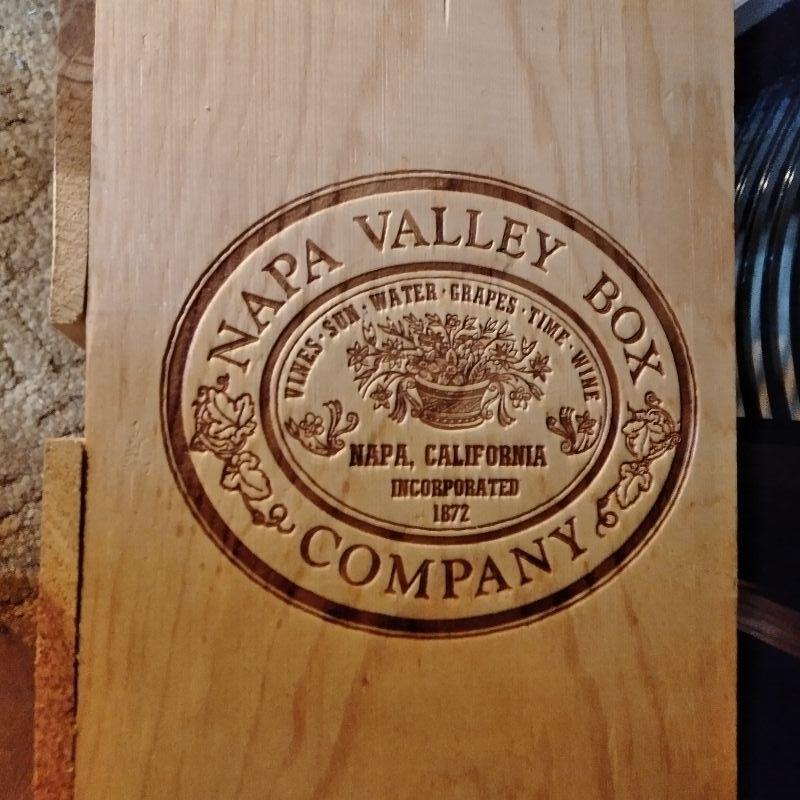 NAPA VALLEY BOX
VINES · SUN · WATER · GRAPES · TIME · WINE
NAPA, CALIFORNIA
INCORPORATED
1872
COMPANY